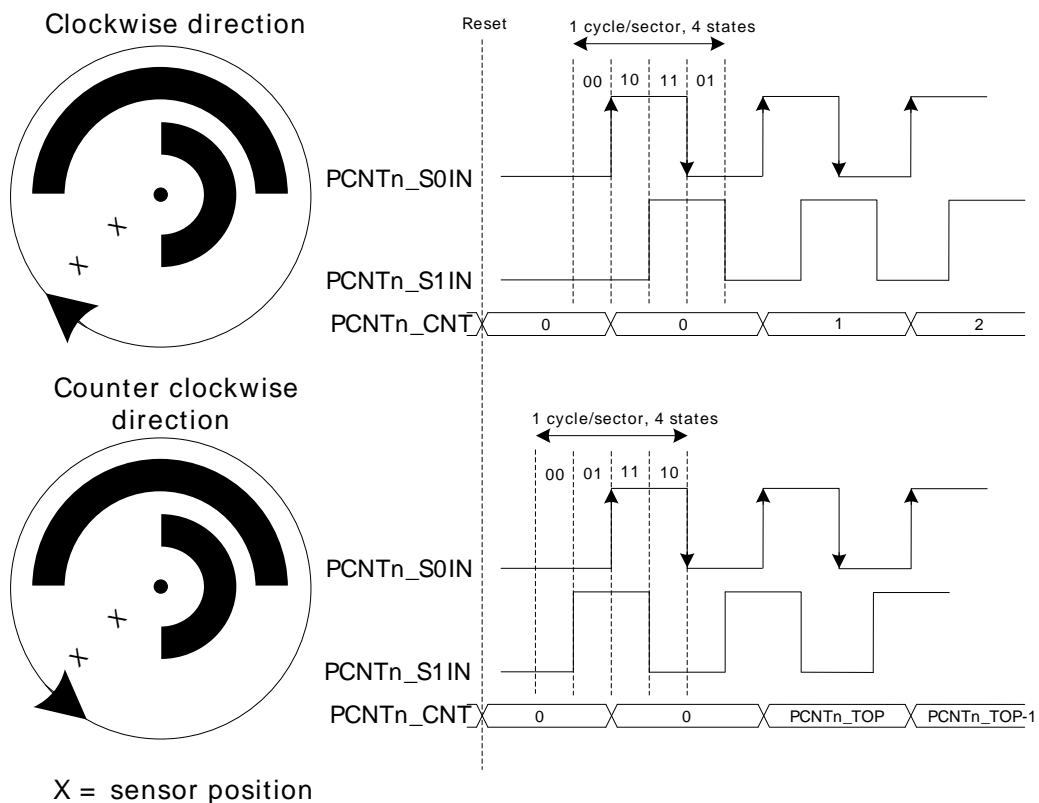 Clockwise direction
Reset
1 cycle/sector, 4 states
00 10 11 01
PCNTn_S0IN
X
X
PCNTn_S1IN
PCNTn_CNT 0 0 1 2
Counter clockwise
direction
1 cycle/sector, 4 states
00 01 11 10
PCNTn_S0IN
X
X
PCNTn_S1IN
PCNTn_CNT 0 0 PCNTn_TOP PCNTn_TOP-1
X = sensor position